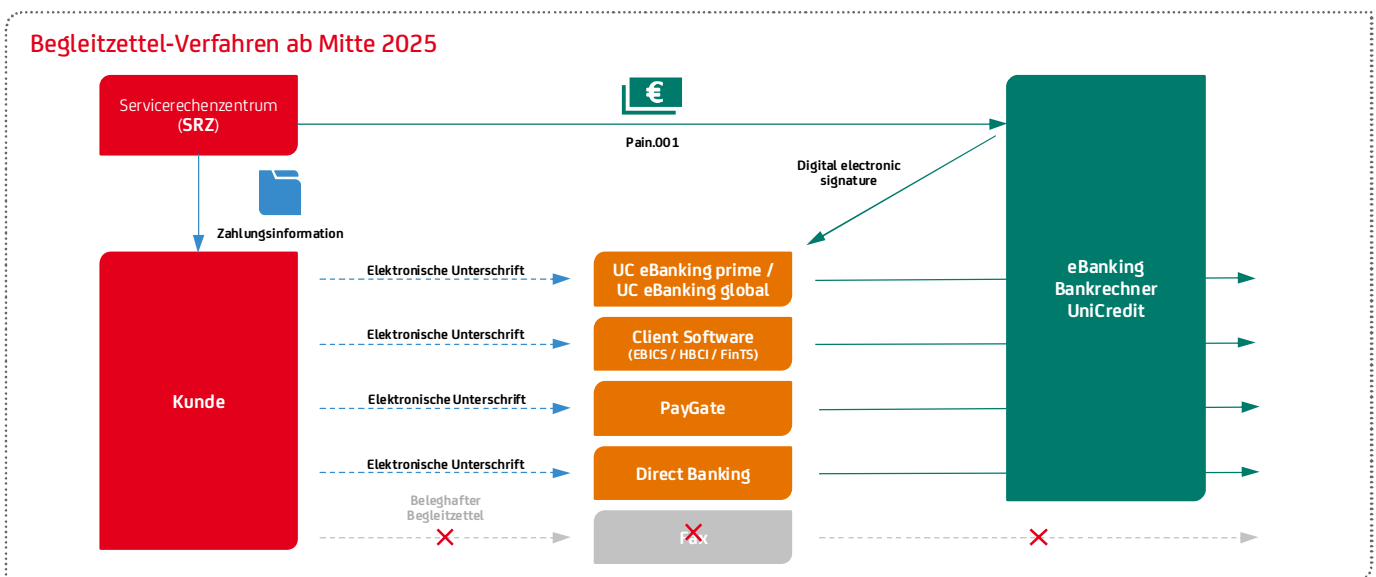 Begleitzettel-Verfahren ab Mitte 2025
Servicerechenzentrum
(SRZ)
€
Pain.001
Digital electronic
signature
Zahlungsinformation
Kunde
Elektronische Unterschrift
UC eBanking prime /
UC eBanking global
eBanking
Bankrechner
UniCredit
Elektronische Unterschrift
Client Software
(EBICS / HBCI / FinTS)
Elektronische Unterschrift
PayGate
Elektronische Unterschrift
Direct Banking
Beleghafter
Begleitzettel
Fax